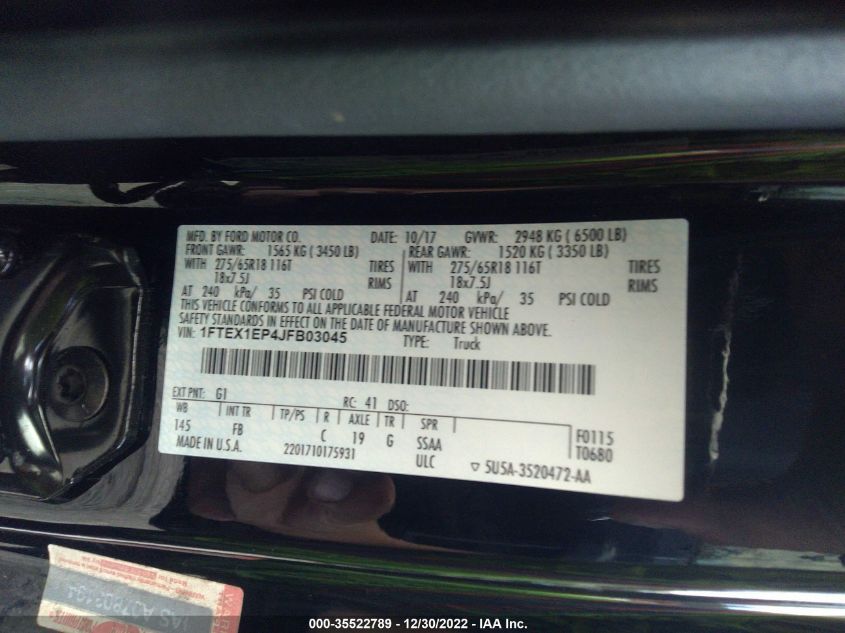 MFD. BY FORD MOTOR CO. DATE: 10/17 GVWR: 2948 KG ( 6500 LB)
FRONT GAWR: 1565 KG ( 3450 LB) REAR GAWR: 1520 KG ( 3350 LB)
WITH 275/65R18 116T TIRES WITH 275/65R18 116T TIRES
18x7.5J RIMS 18x7.5J RIMS
AT 240 kPa/ 35 PSI COLD AT 240 kPa/ 35 PSI COLD
THIS VEHICLE CONFORMS TO ALL APPLICABLE FEDERAL MOTOR VEHICLE
SAFETY STANDARDS IN EFFECT ON THE DATE OF MANUFACTURE SHOWN ABOVE.
VIN: 1FTEX1EP4JFB03045 TYPE: Truck
EXT PNT: G1 RC: 41 DSO:
WB INT TR TP/PS R AXLE TR SPR
145 FB C 19 G SSAA F0115
MADE IN U.S.A. 2201710175931 ULC T0680
▽ 5U5A-3520472-AA
000-35522789 - 12/30/2022 - IAA Inc.